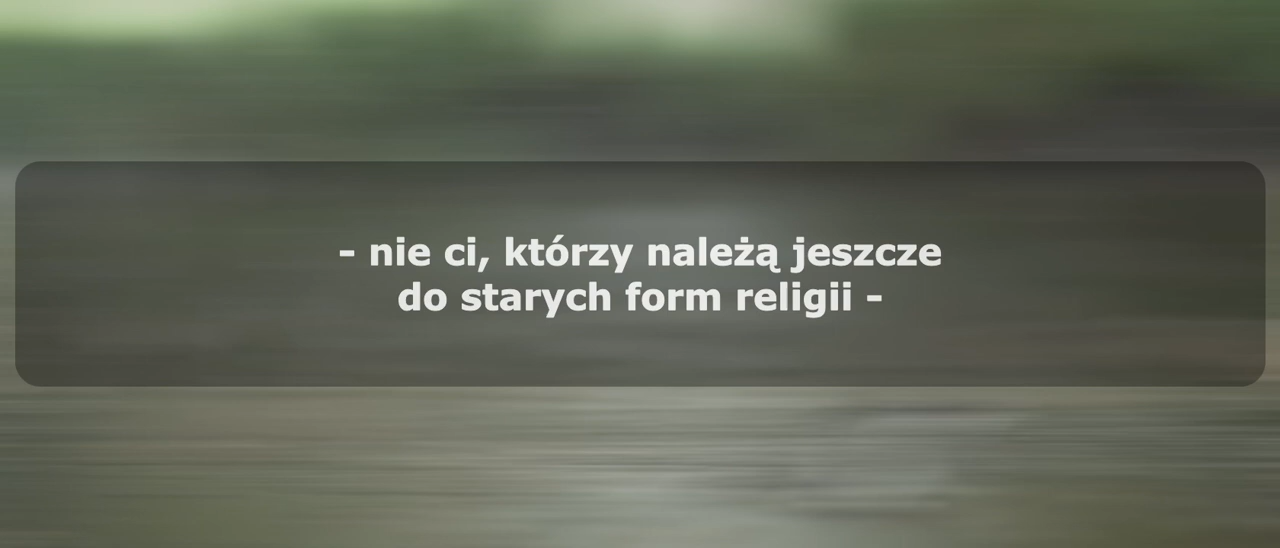 - nie ci, którzy należą jeszcze
do starych form religii -